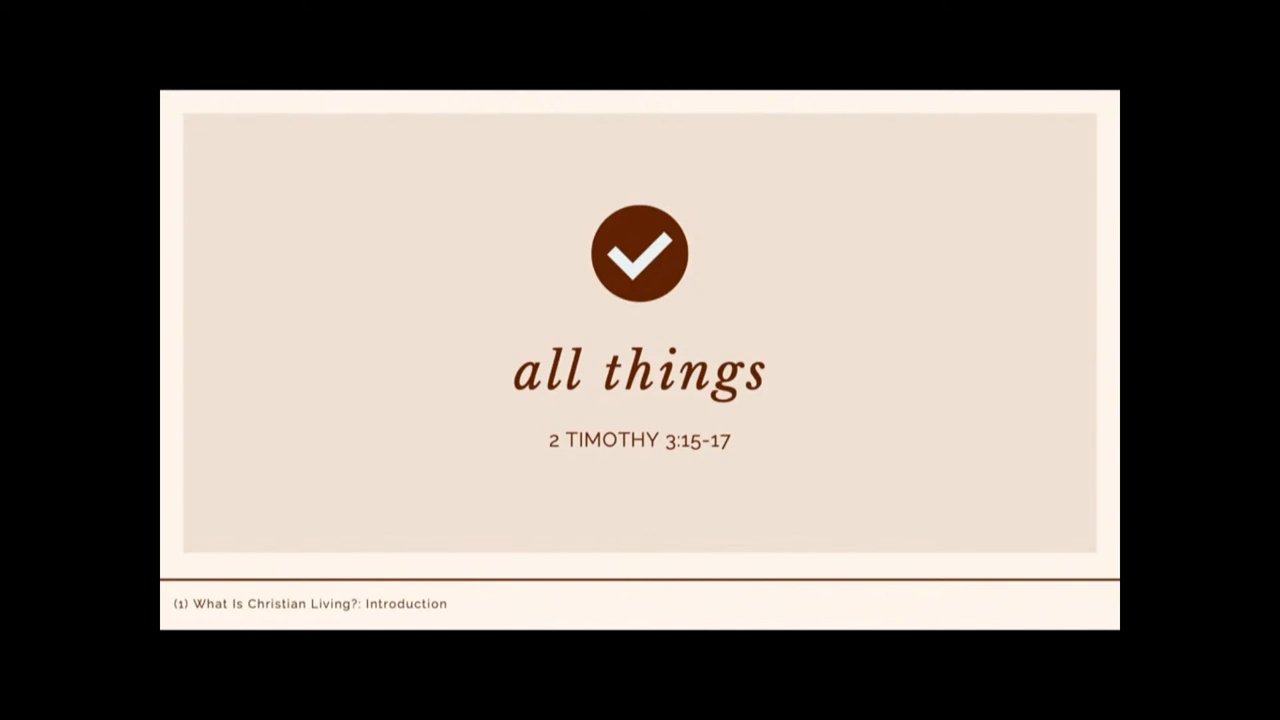 all things
2 TIMOTHY 3:15-17
(1) What Is Christian Living?: Introduction